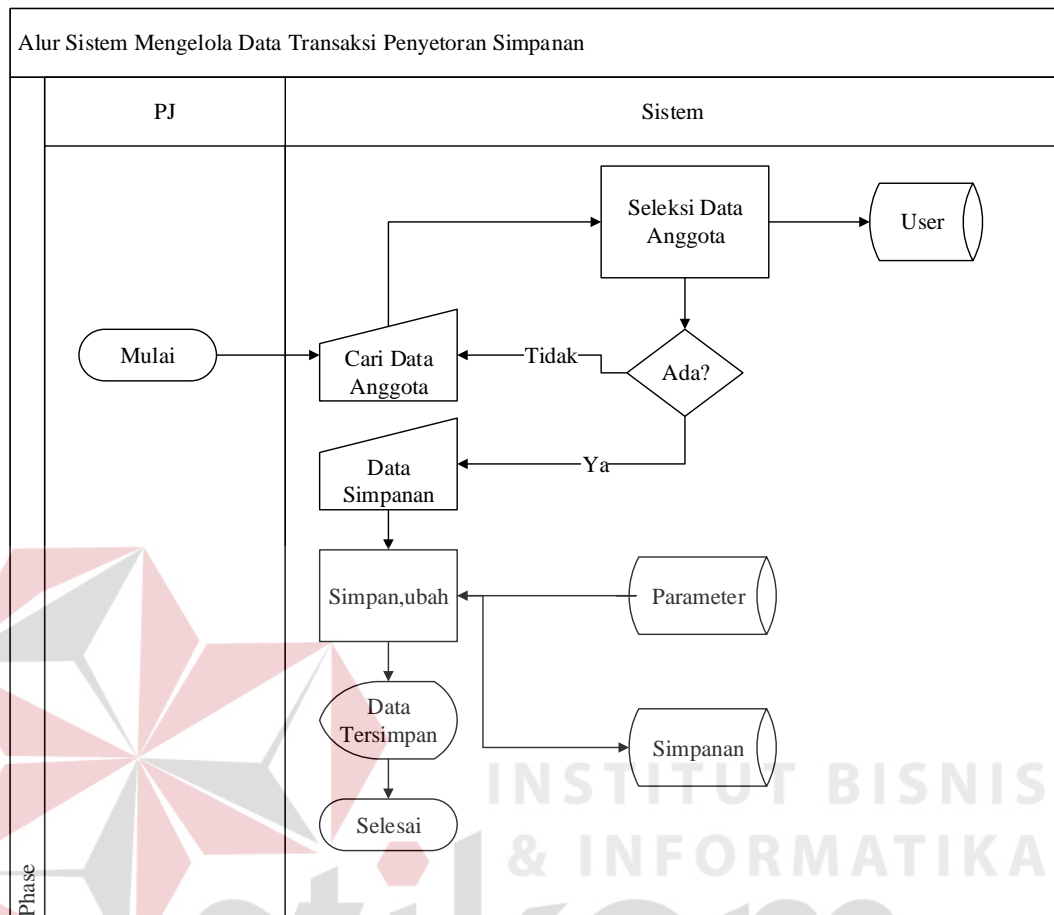 Alur Sistem Mengelola Data Transaksi Penyetoran Simpanan
PJ
Sistem
Seleksi Data
Anggota
User
Mulai
Cari Data
Anggota
Tidak
Ada?
Data
Simpanan
Ya
Simpan,ubah
Parameter
Data
Tersimpan
Simpanan
INSTITUT BISNIS
Selesai
& INFORMATIKA
Phase
stikom